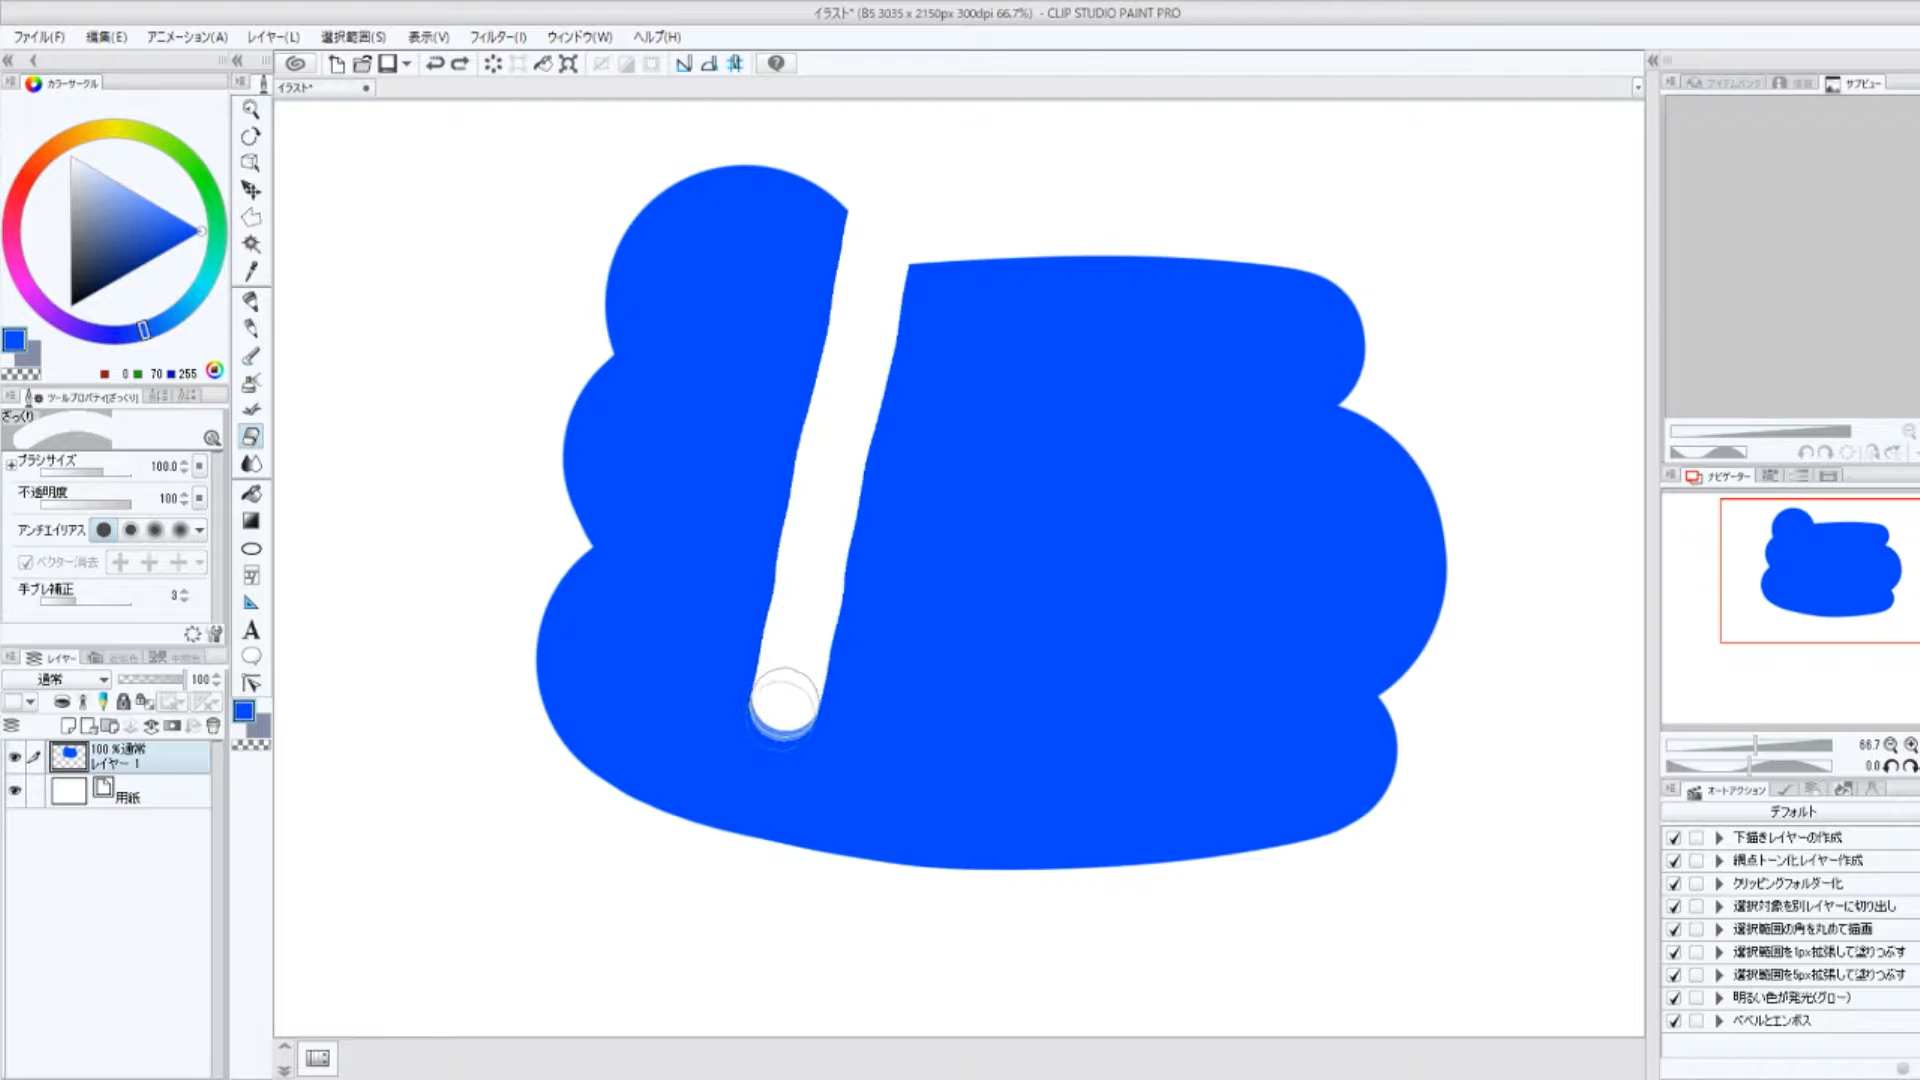 イラスト* (B5 3035 x 2150px 300dpi 66.7%) - CLIP STUDIO PAINT PRO
ファイル(F) 編集(E) アニメーション(A) レイヤー(L) 選択範囲(S) 表示(V) フィルター(I) ウィンドウ(W) ヘルプ(H)
カラーサークル
イラスト*
アイテムバンク
サブビュー
0 70 255
ツールプロパティ[ざっくり]
ざっくり
ブラシサイズ 100.0
不透明度 100
アンチエイリアス
ベクター消去
手ブレ補正 3
A
レイヤー
通常 100
100 %通常
レイヤー 1
用紙
ナビゲーター
66.7
0.0
オートアクション
デフォルト
下描きレイヤーの作成
網点トーン化レイヤー作成
クリッピングフォルダー化
選択対象を別レイヤーに切り出し
選択範囲の角を丸めて描画
選択範囲を1px拡張して塗りつぶす
選択範囲を5px拡張して塗りつぶす
明るい色が発光(グロー)
ベベルとエンボス